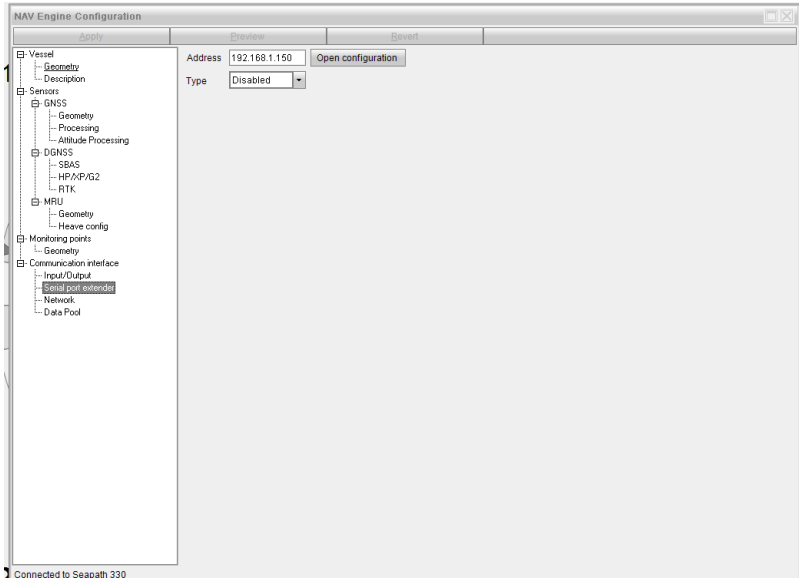 NAV Engine Configuration
Apply Preview Revert
Vessel
Geometry
Description
Sensors
GNSS
Geometry
Processing
Attitude Processing
DGNSS
SBAS
HP/XP/G2
RTK
MRU
Geometry
Heave config
Monitoring points
Geometry
Communication interface
Input/Output
Serial port extender
Network
Data Pool
Address 192.168.1.150 Open configuration
Type Disabled
Connected to Seapath 330